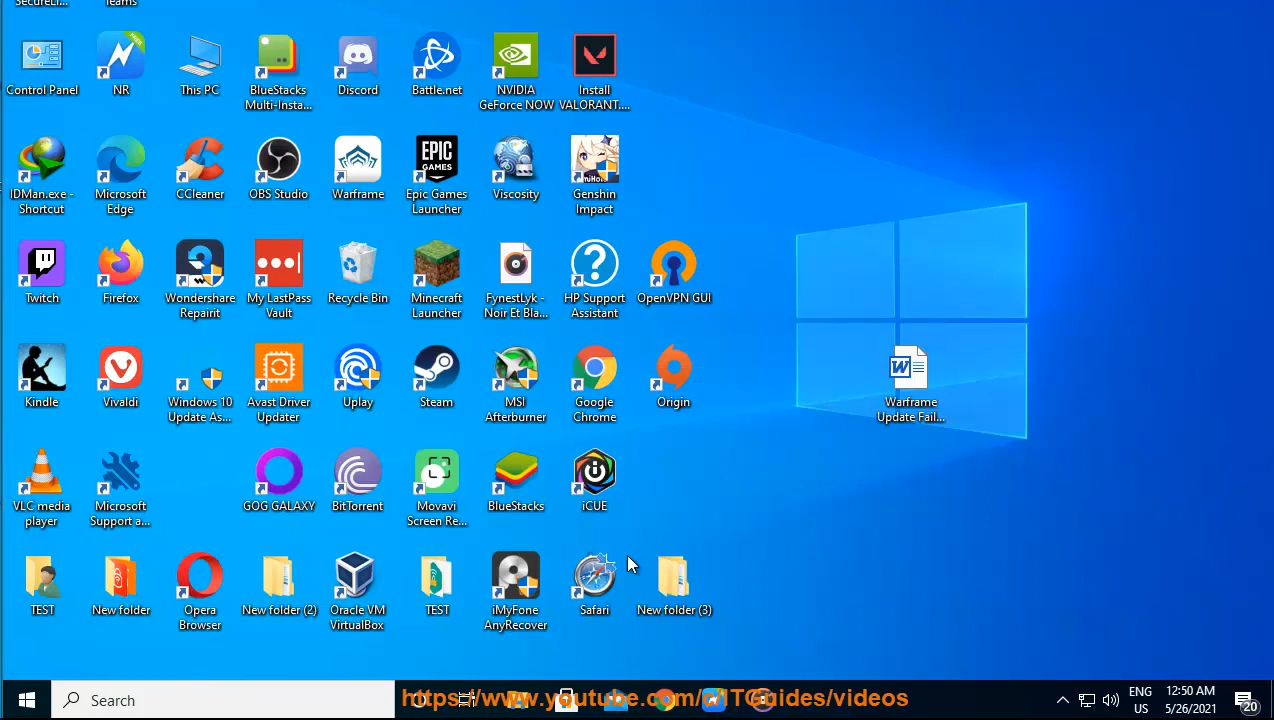 SecureLi...
Teams
Control Panel
NR
This PC
BlueStacks
Multi-Insta...
Discord
Battle.net
NVIDIA
GeForce NOW
Install
VALORANT....
IDMan.exe -
Shortcut
Microsoft
Edge
CCleaner
OBS Studio
Warframe
EPIC
GAMES
Epic Games
Launcher
Viscosity
Genshin
Impact
Twitch
Firefox
Wondershare
Repairit
My LastPass
Vault
Recycle Bin
Minecraft
Launcher
FynestLyk -
Noir Et Bla...
HP Support
Assistant
OpenVPN GUI
Kindle
Vivaldi
Windows 10
Update As...
Avast Driver
Updater
Uplay
Steam
MSI
Afterburner
Google
Chrome
Origin
W
Warframe
Update Fail...
VLC media
player
Microsoft
Support a...
GOG GALAXY
BitTorrent
Movavi
Screen Re...
BlueStacks
iCUE
TEST
New folder
Opera
Browser
New folder (2)
Oracle VM
VirtualBox
TEST
iMyFone
AnyRecover
Safari
New folder (3)
Search
https://www.youtube.com/c/ITGuides/videos
ENG
US
12:50 AM
5/26/2021
20